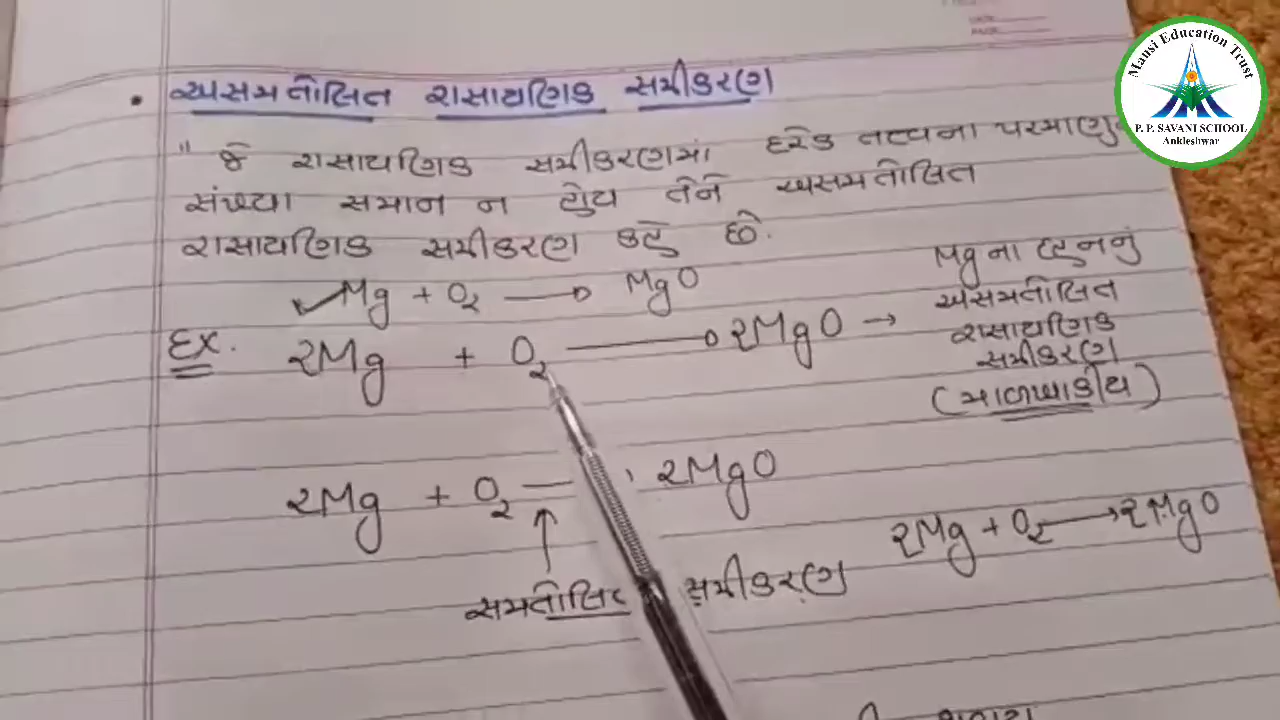 Mansi Education Trust
P. P. SAVANI SCHOOL
Ankleshwar
• અસમતોલિત રાસાયણિક સમીકરણ
" જે રાસાયણિક સમીકરણમાં દરેક તત્વના પરમાણુ
સંખ્યા સમાન ન હોય તેને અસમતોલિત
રાસાયણિક સમીકરણ કહે છે.
Mg + O₂ → MgO
Ex. 2Mg + O₂ → 2MgO →
Mg ના દહનનું
અસમતોલિત
રાસાયણિક
સમીકરણ
(માળખાકીય)
2Mg + O₂ — 2MgO
2Mg + O₂ → 2MgO
સમતોલિત સમીકરણ